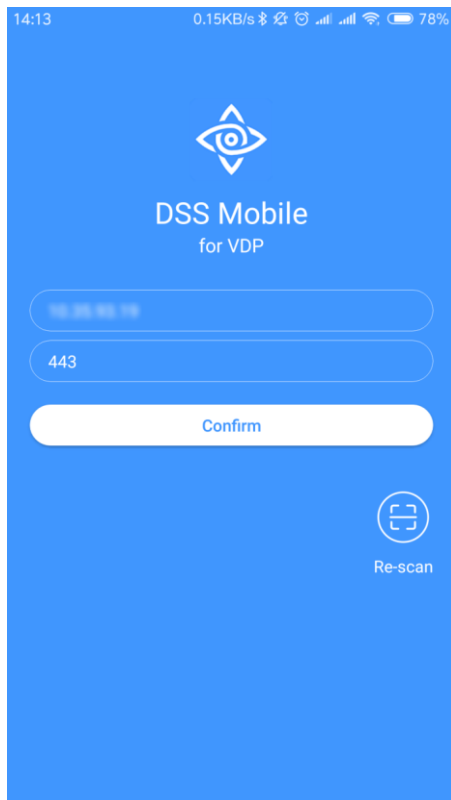 14:13 0.15KB/s 78%
DSS Mobile
for VDP
443
Confirm
Re-scan